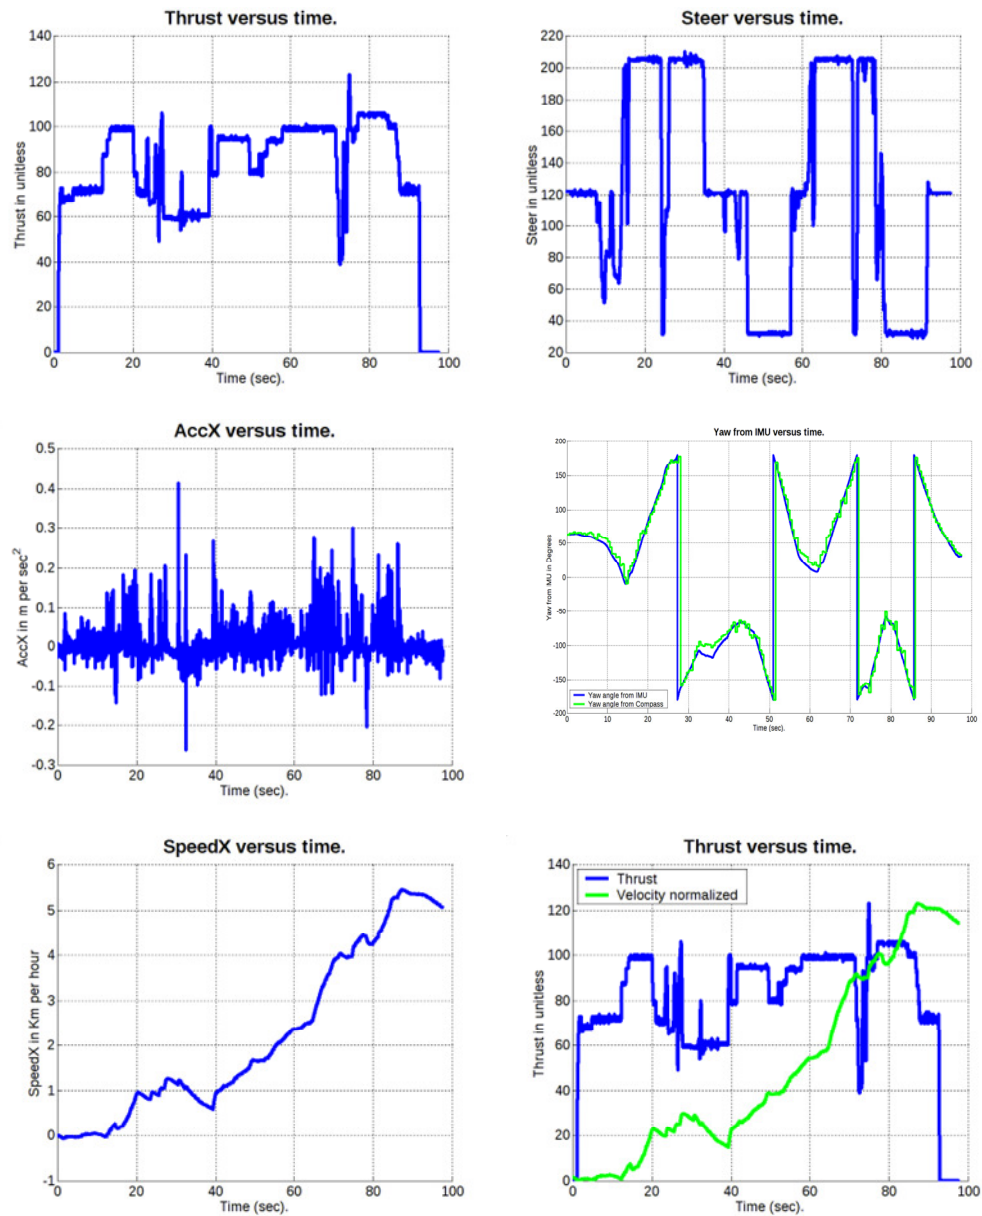 Thrust versus time.
Thrust in unitless
140
120
100
80
60
40
20
0
0 20 40 60 80 100
Time (sec).
Steer versus time.
Steer in unitless
220
200
180
160
140
120
100
80
60
40
20
0 20 40 60 80 100
Time (sec).
AccX versus time.
AccX in m per sec2
0.5
0.4
0.3
0.2
0.1
0
-0.1
-0.2
-0.3
0 20 40 60 80 100
Time (sec).
Yaw from IMU versus time.
Yaw from IMU in Degrees
200
150
100
50
0
-50
-100
-150
-200
Yaw angle from IMU
Yaw angle from Compass
0 10 20 30 40 50 60 70 80 90 100
Time (sec).
SpeedX versus time.
SpeedX in Km per hour
6
5
4
3
2
1
0
-1
0 20 40 60 80 100
Time (sec).
Thrust versus time.
Thrust in unitless
140
120
100
80
60
40
20
0
Thrust
Velocity normalized
0 20 40 60 80 100
Time (sec).